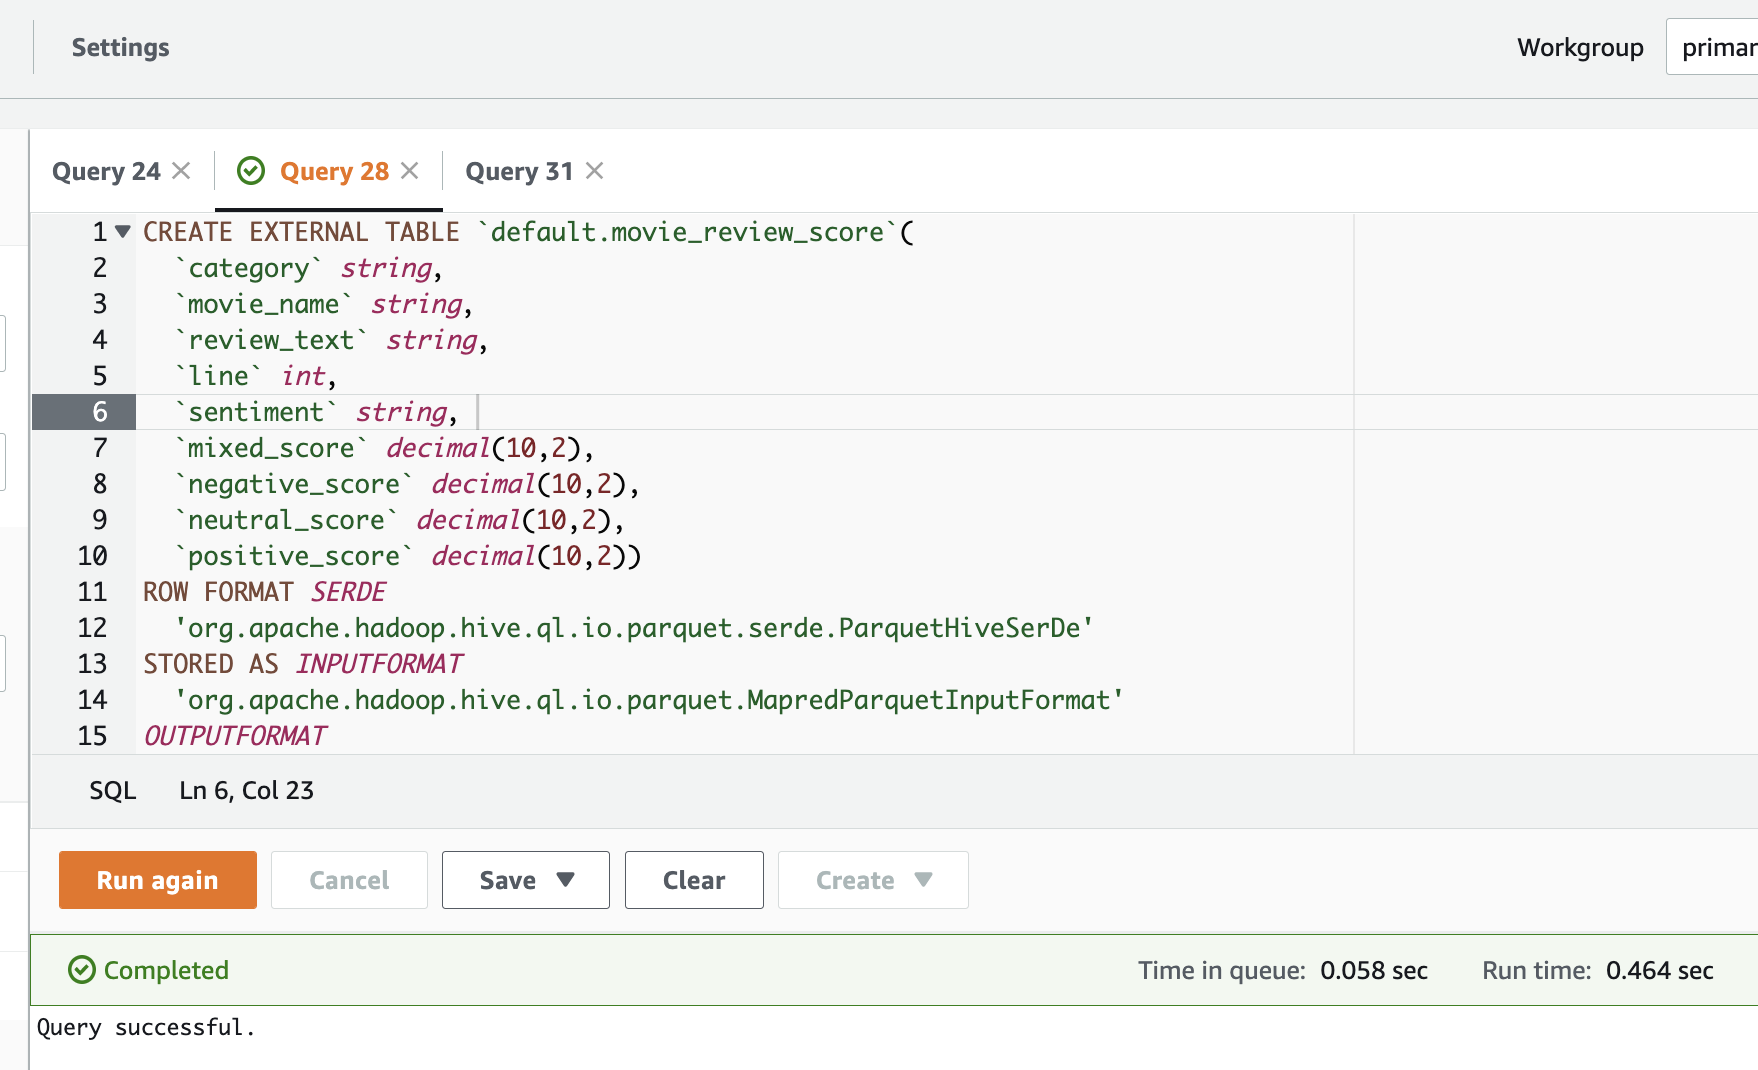 Settings
Workgroup primar
Query 24 Query 28 Query 31
1 CREATE EXTERNAL TABLE `default.movie_review_score`(
2 `category` string,
3 `movie_name` string,
4 `review_text` string,
5 `line` int,
6 `sentiment` string,
7 `mixed_score` decimal(10,2),
8 `negative_score` decimal(10,2),
9 `neutral_score` decimal(10,2),
10 `positive_score` decimal(10,2))
11 ROW FORMAT SERDE
12 'org.apache.hadoop.hive.ql.io.parquet.serde.ParquetHiveSerDe'
13 STORED AS INPUTFORMAT
14 'org.apache.hadoop.hive.ql.io.parquet.MapredParquetInputFormat'
15 OUTPUTFORMAT
SQL Ln 6, Col 23
Run again Cancel Save Clear Create
Completed Time in queue: 0.058 sec Run time: 0.464 sec
Query successful.